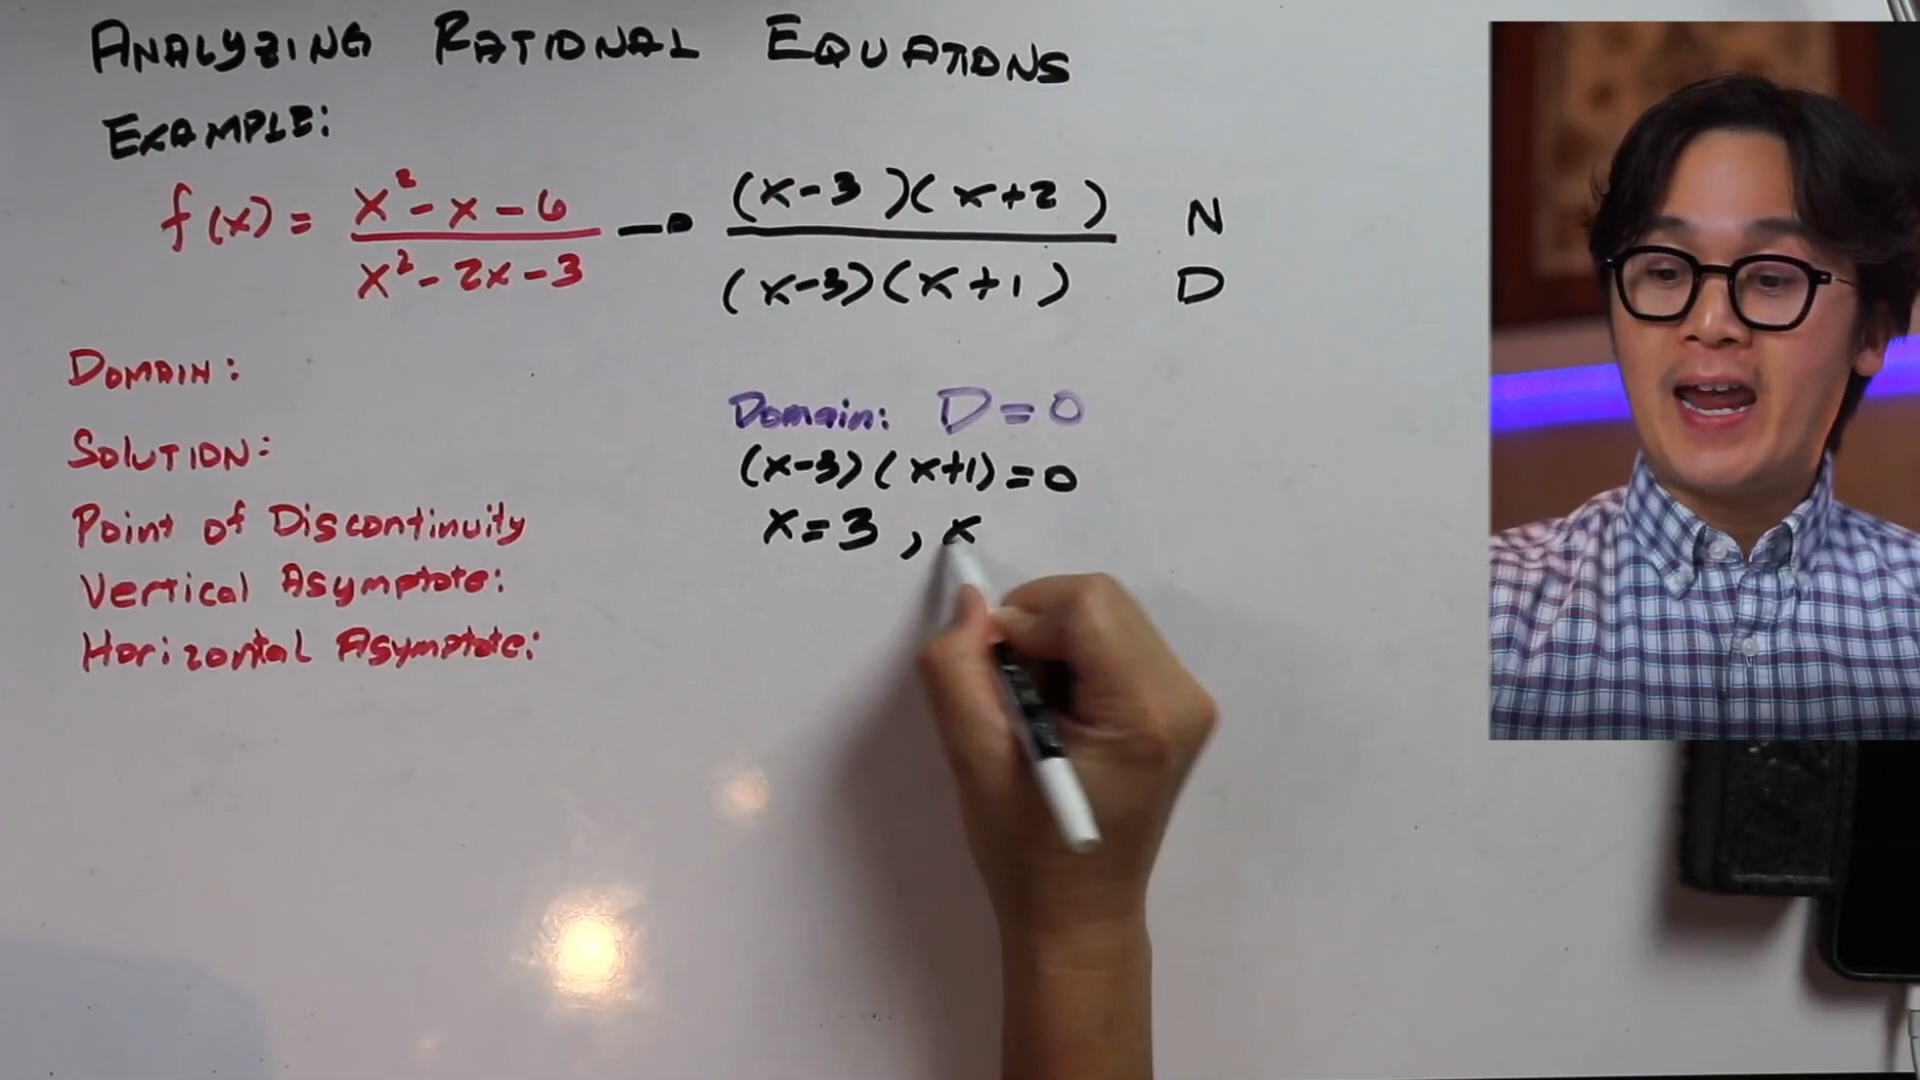 ANALYZING RATIONAL EQUATIONS
EXAMPLE:
f(x) = x² - x - 6 / x² - 2x - 3 → (x-3)(x+2) / (x-3)(x+1)
N
D
DOMAIN:
SOLUTION:
Point of Discontinuity
Vertical Asymptote:
Horizontal Asymptote:
Domain: D = 0
(x-3)(x+1) = 0
x = 3, x